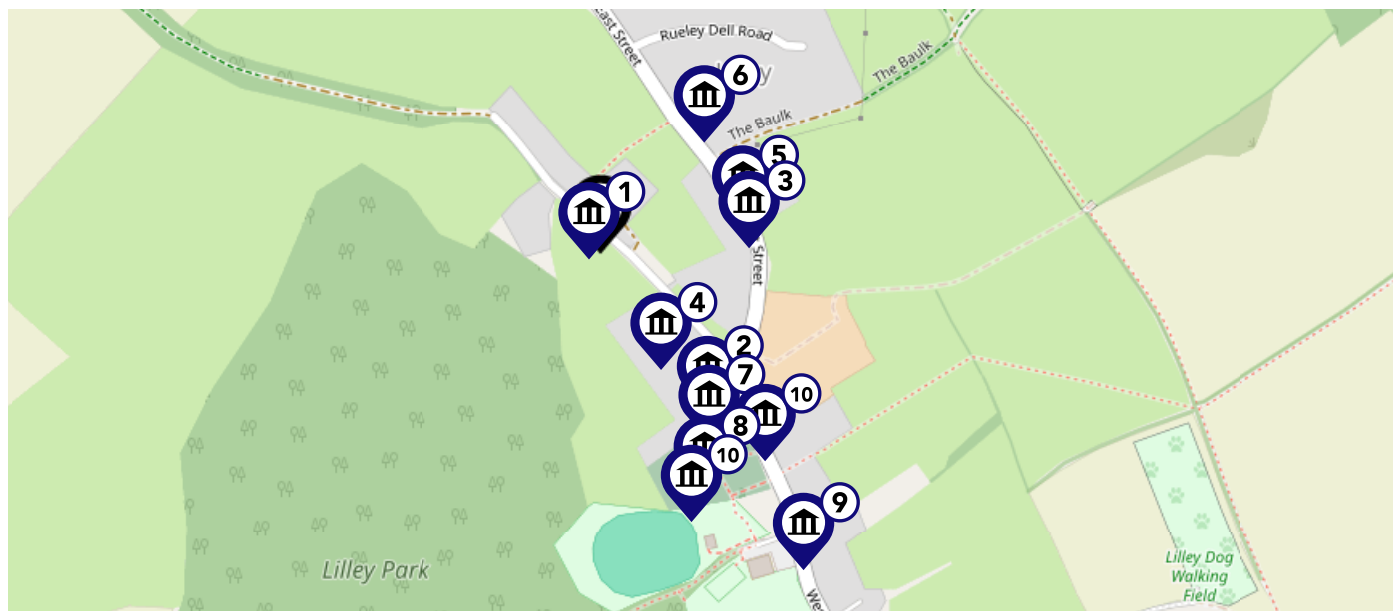 East Street
Rueley Dell Road
6
The Baulk
The Baulk
5
3
1
Street
4
2
7
10
8
10
9
Lilley Park
Lilley Dog
Walking
Field